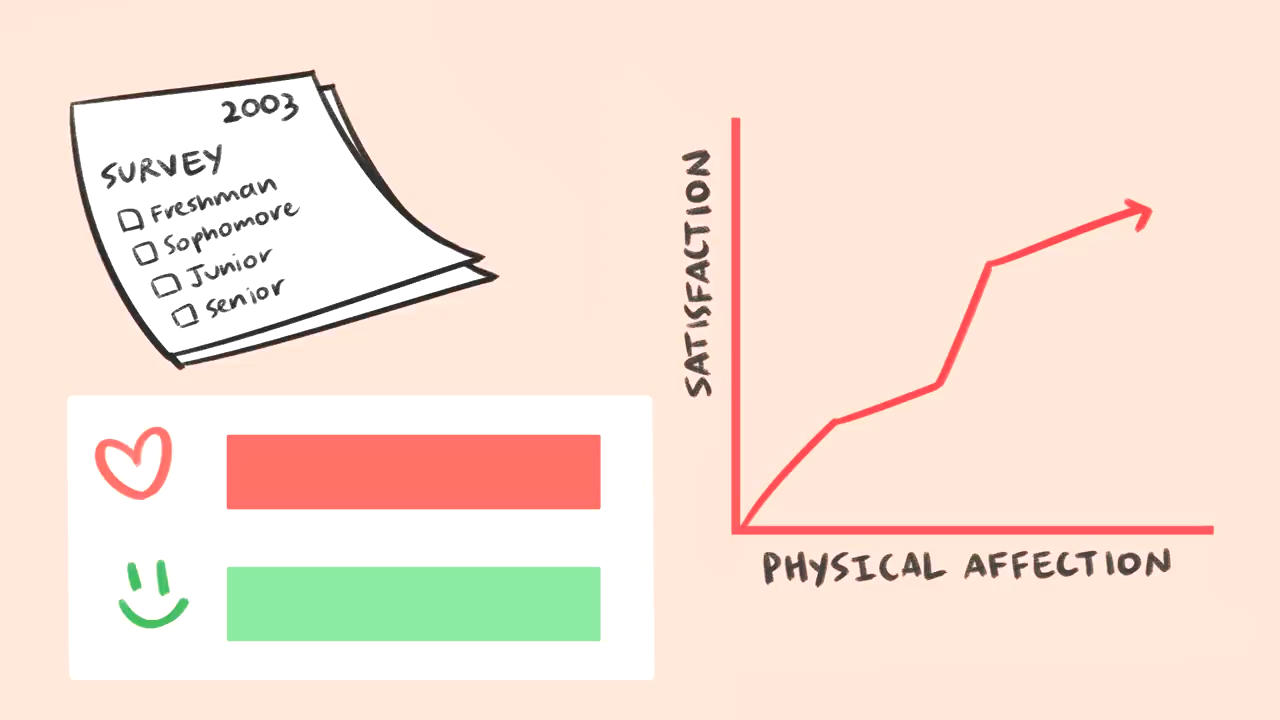 2003
SURVEY
Freshman
Sophomore
Junior
Senior
SATISFACTION
PHYSICAL AFFECTION